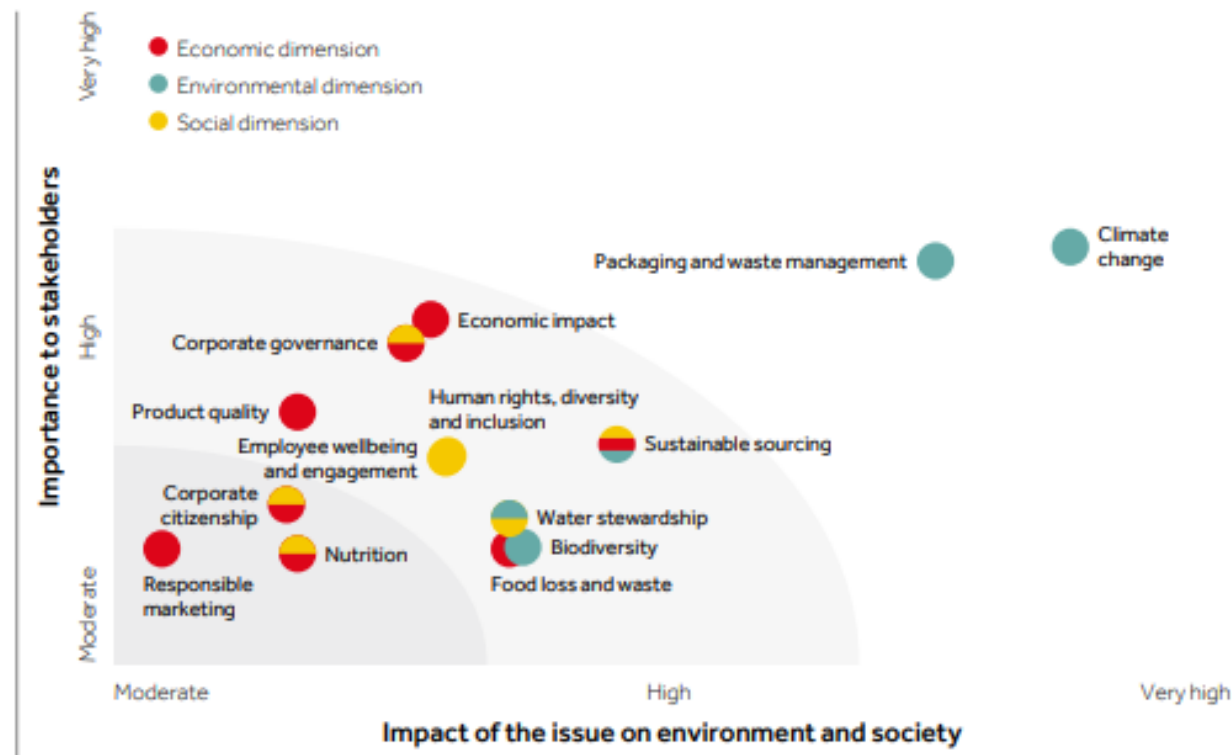 Very high
Economic dimension
Environmental dimension
Social dimension
Importance to stakeholders
Climate
change
Packaging and waste management
Economic impact
High
Corporate governance
Human rights, diversity
and inclusion
Product quality
Employee wellbeing
and engagement
Sustainable sourcing
Corporate
citizenship
Water stewardship
Biodiversity
Nutrition
Responsible
marketing
Food loss and waste
Moderate
Moderate
High
Very high
Impact of the issue on environment and society